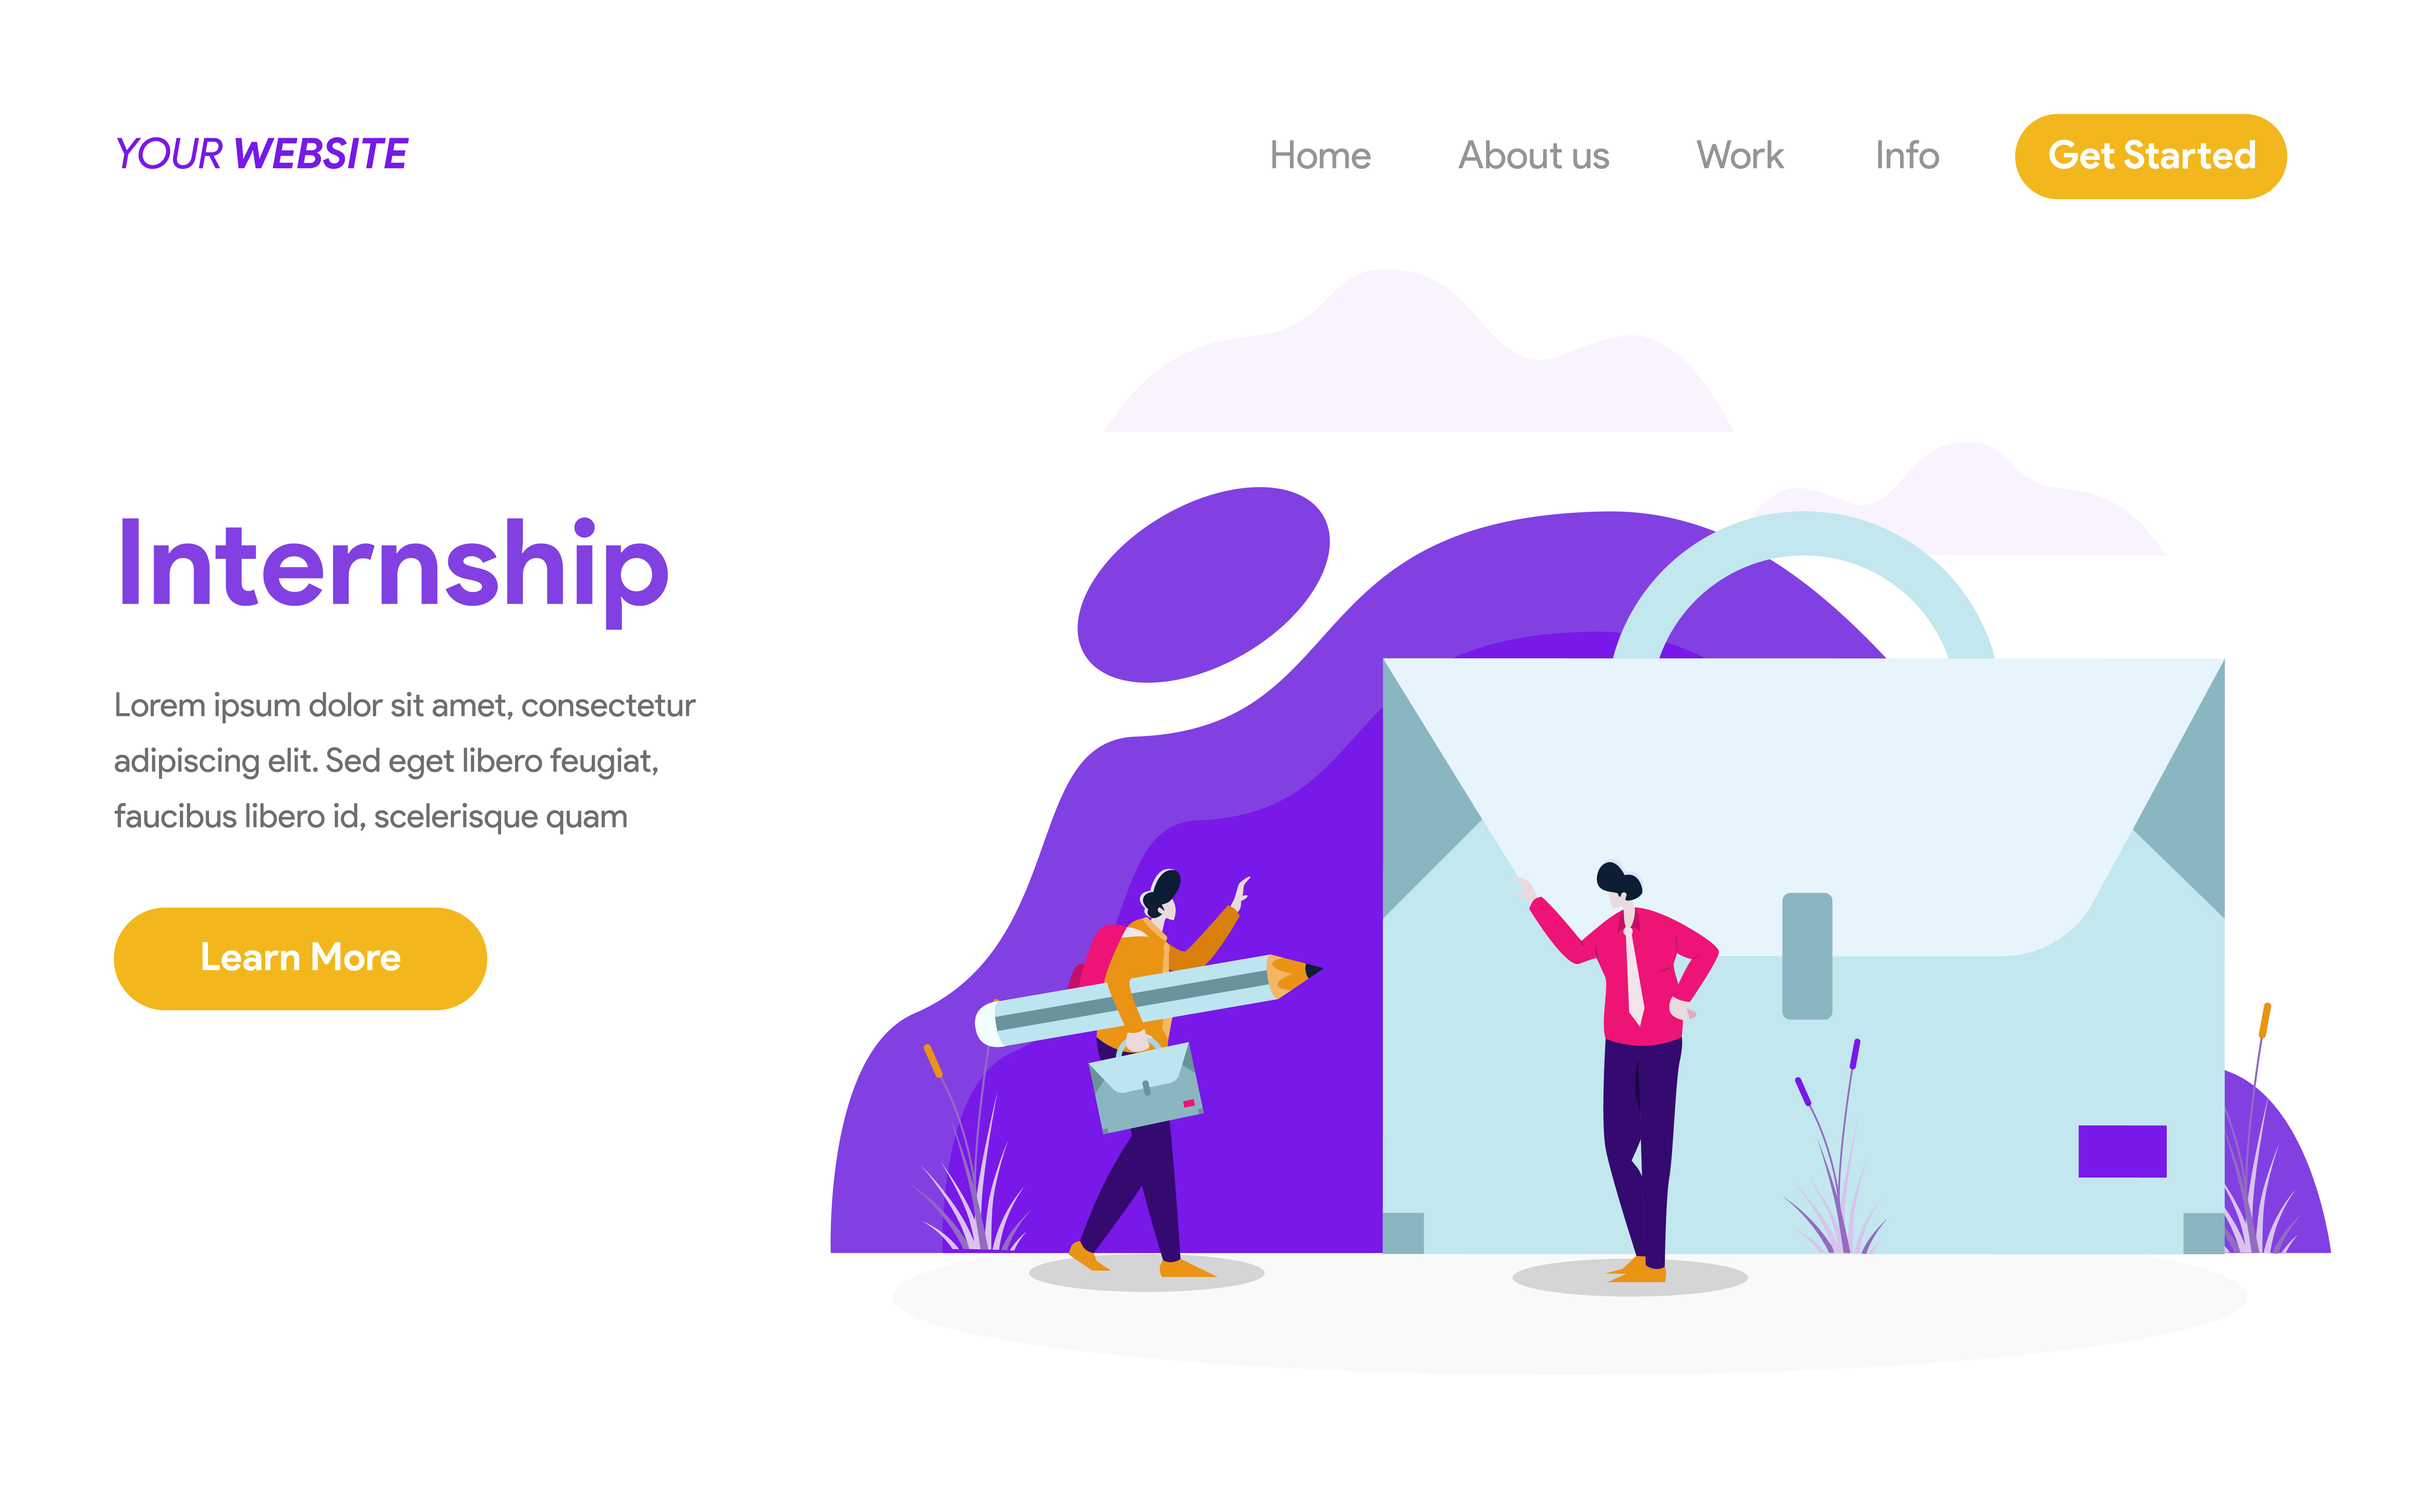 YOUR WEBSITE
Home About us Work Info Get Started
Internship
Lorem ipsum dolor sit amet, consectetur
adipiscing elit. Sed eget libero feugiat,
faucibus libero id, scelerisque quam
Learn More